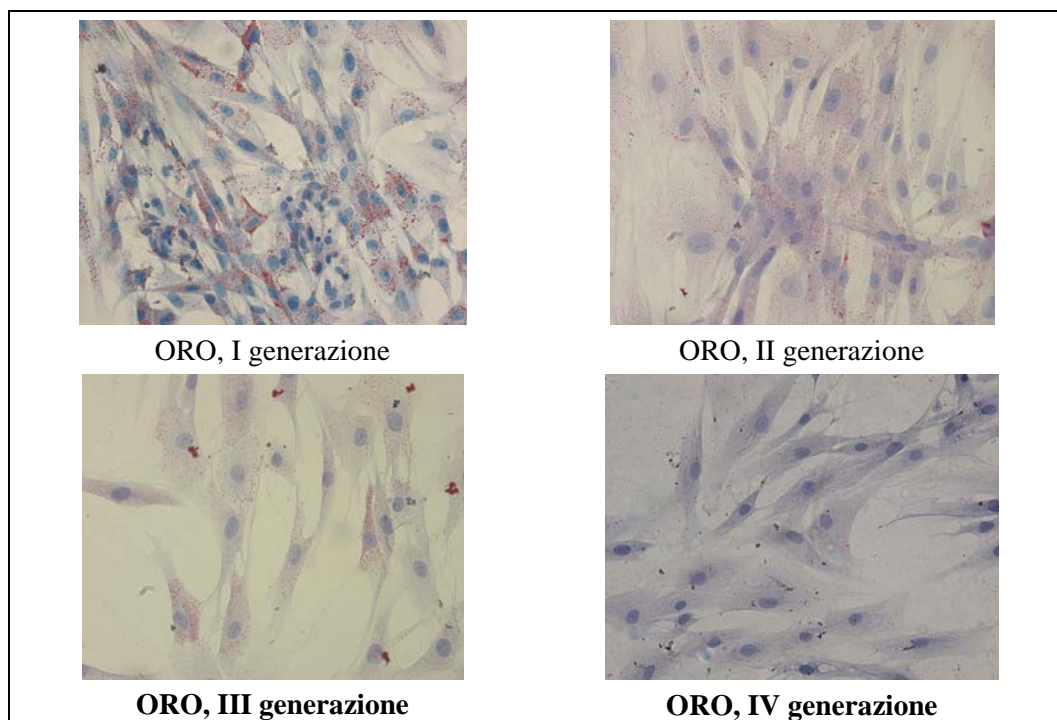 ORO, I generazione
ORO, II generazione
ORO, III generazione
ORO, IV generazione